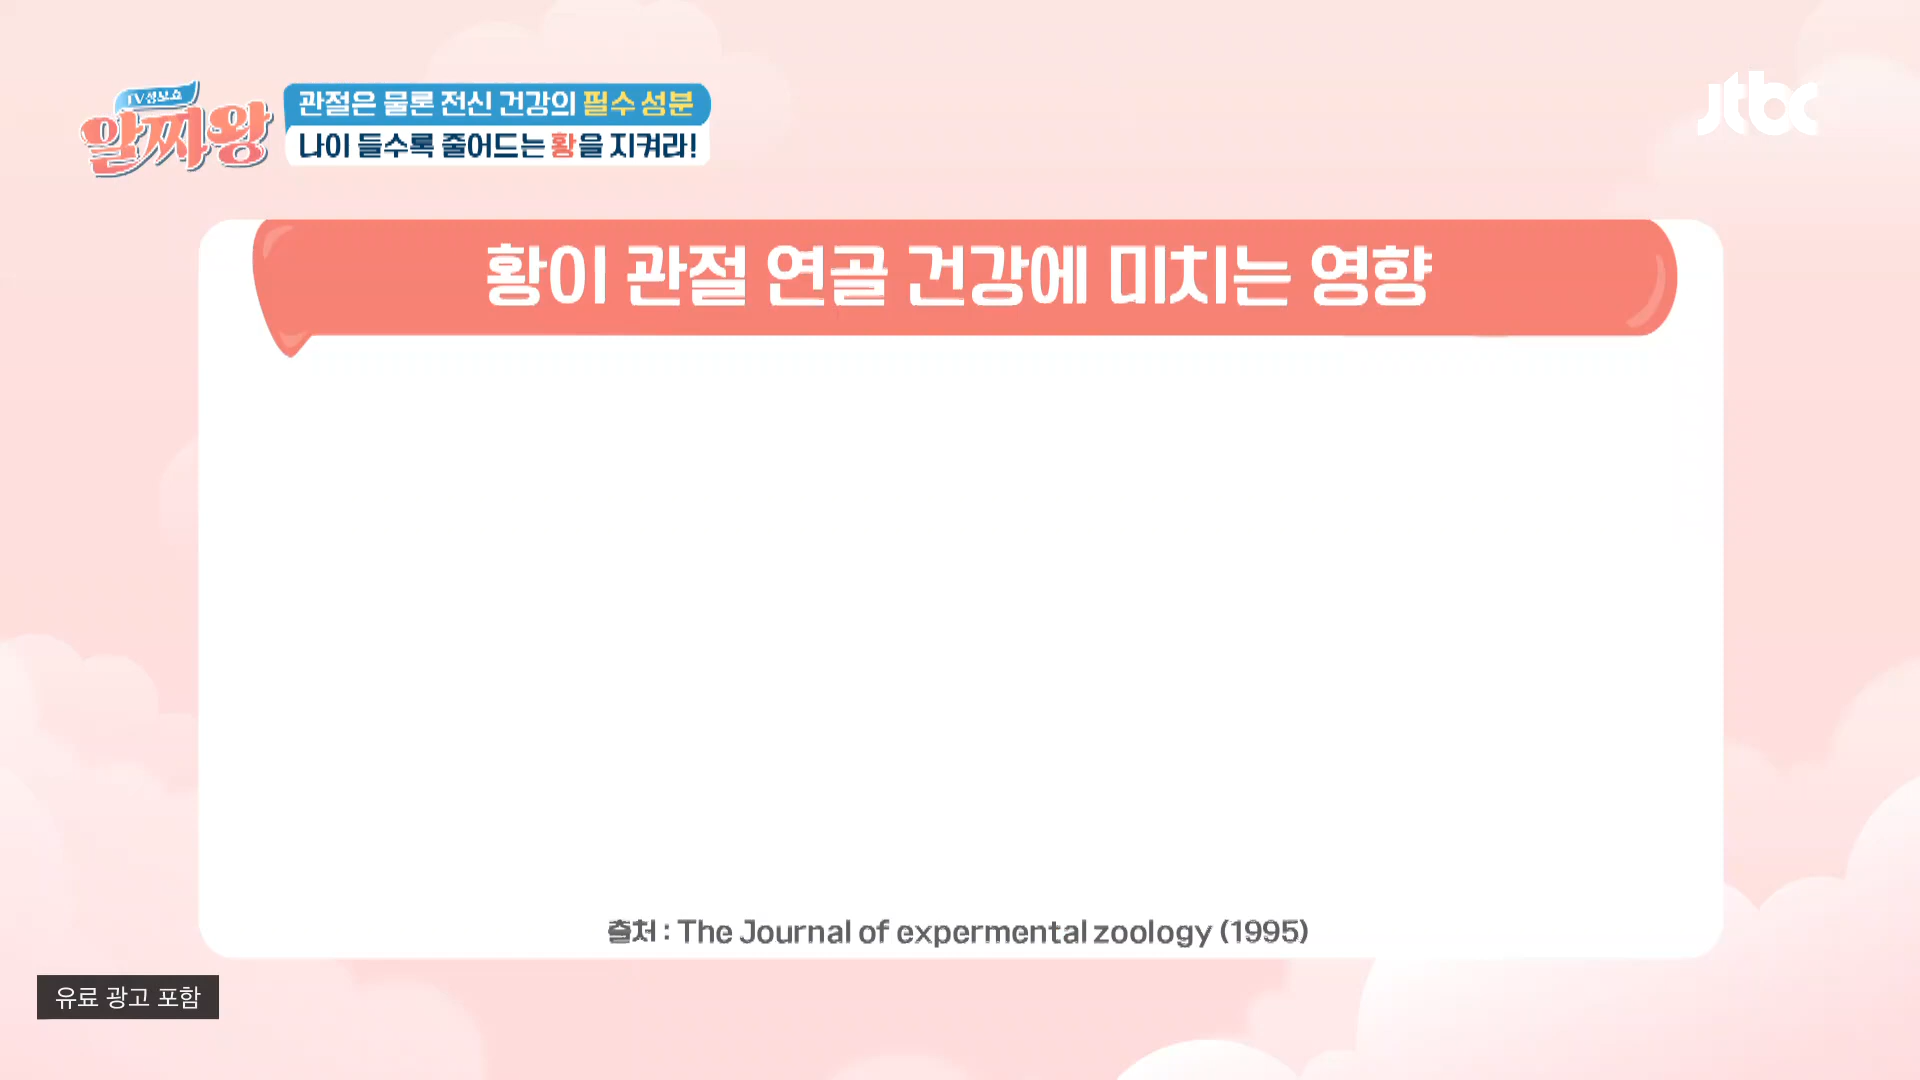 TV정보쇼
알짜왕
관절은 물론 전신 건강의 필수 성분
나이 들수록 줄어드는 황을 지켜라!
jtbc
황이 관절 연골 건강에 미치는 영향
출처 : The Journal of expermental zoology (1995)
유료 광고 포함